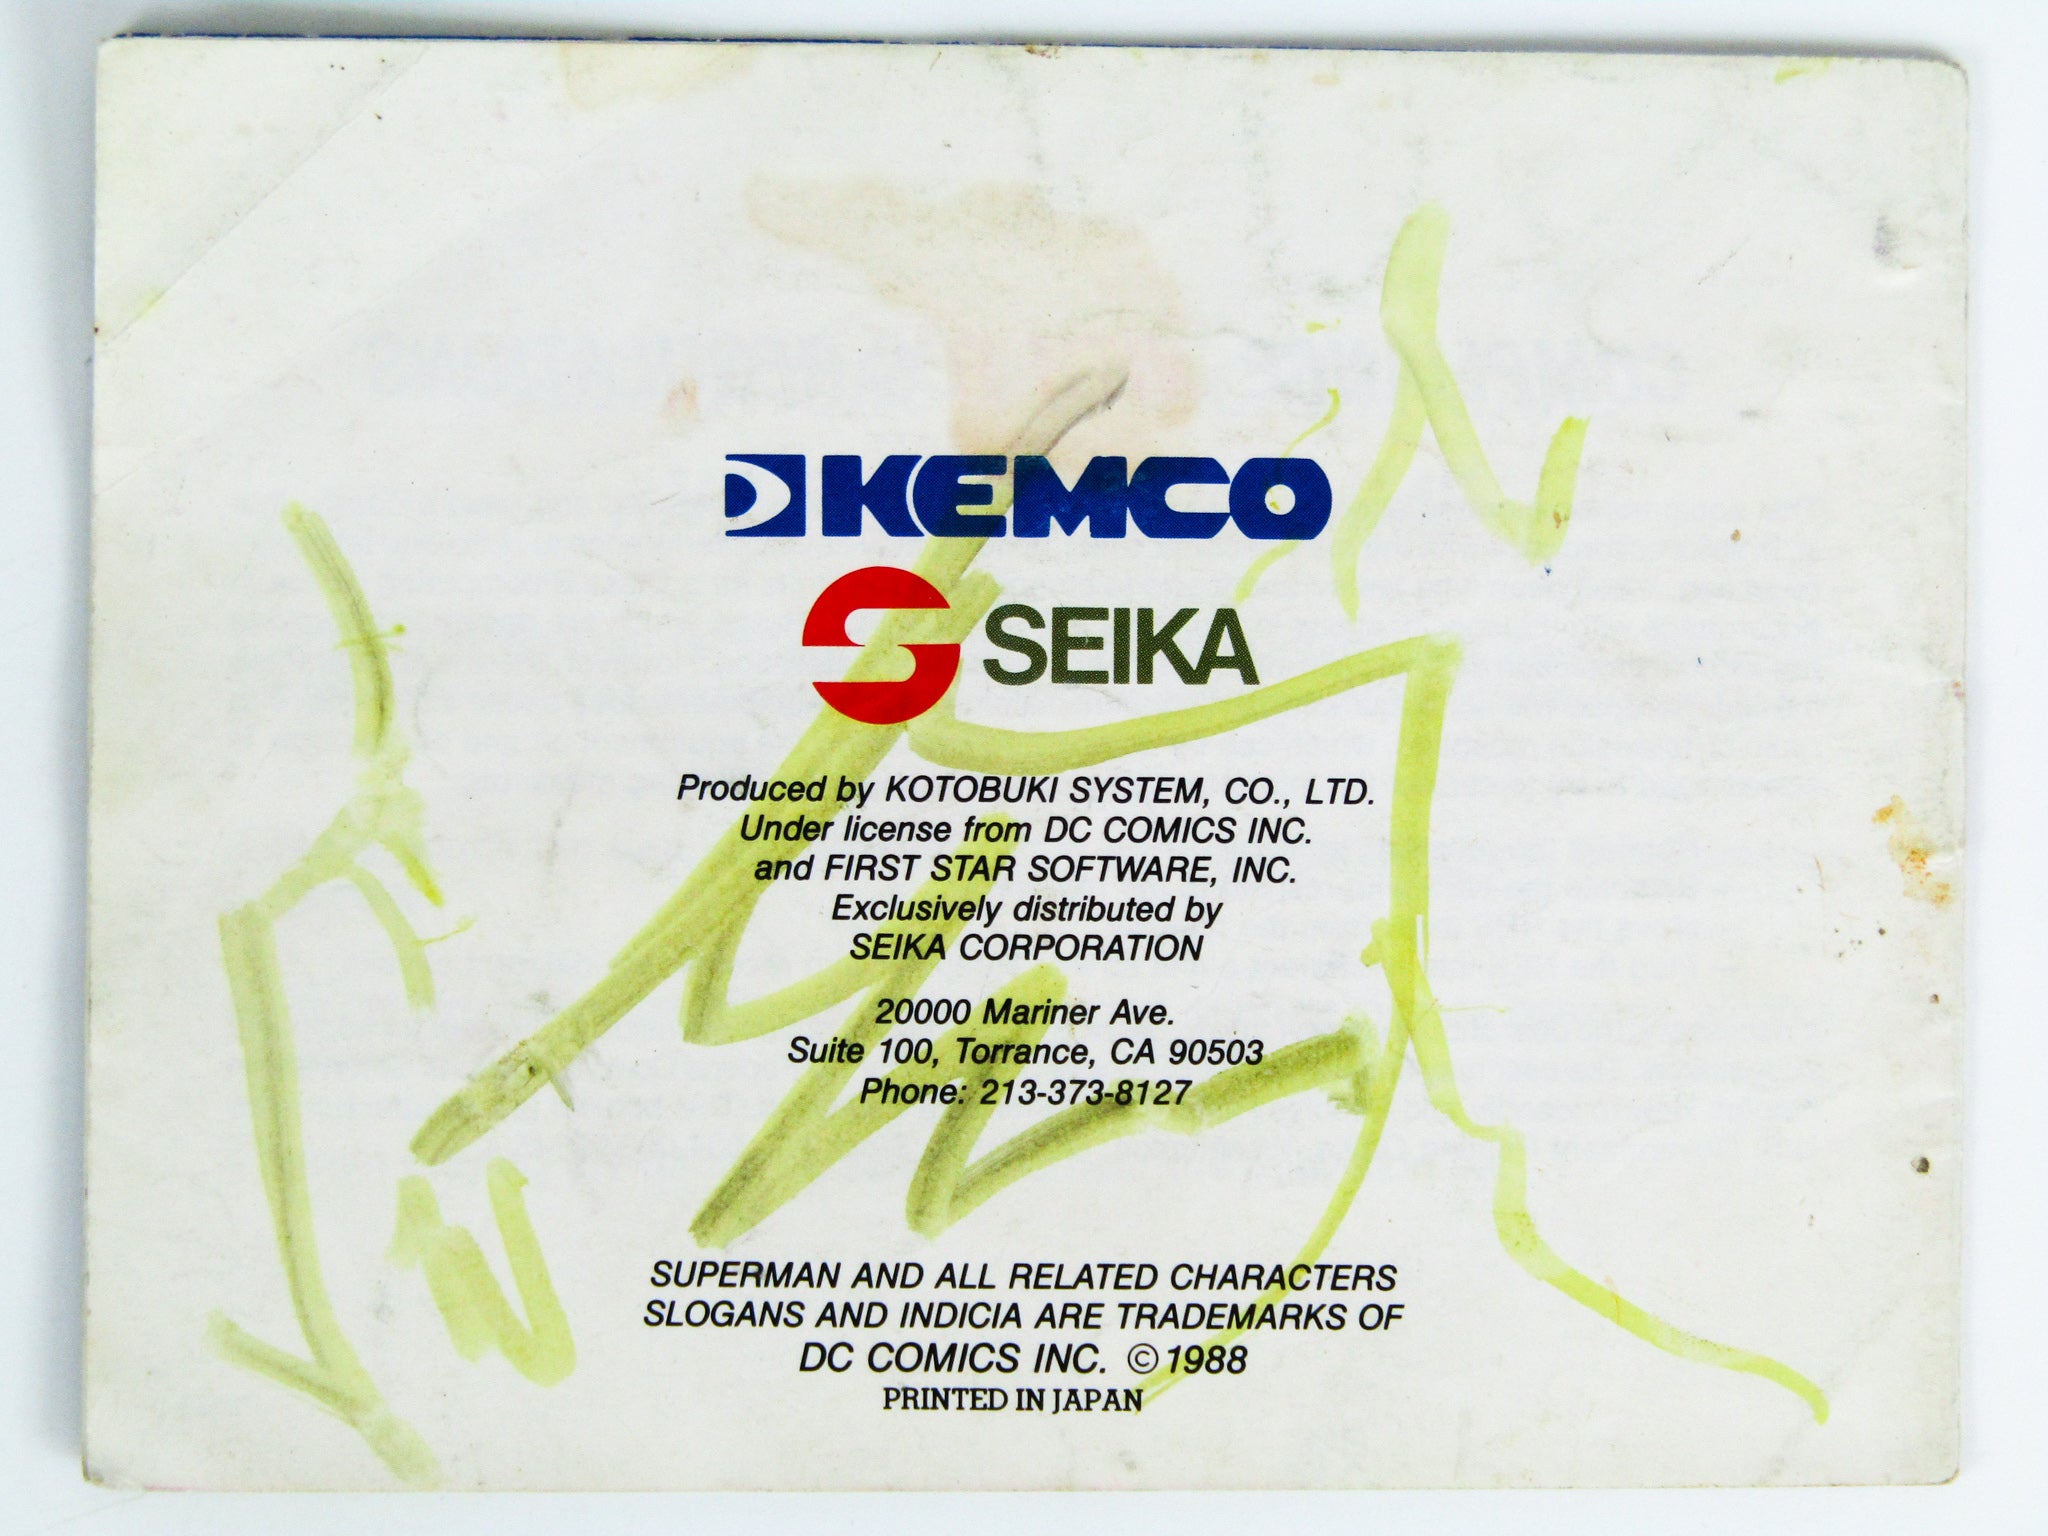 KEMCO
SEIKA
Produced by KOTOBUKI SYSTEM, CO., LTD.
Under license from DC COMICS INC.
and FIRST STAR SOFTWARE, INC.
Exclusively distributed by
SEIKA CORPORATION
20000 Mariner Ave.
Suite 100, Torrance, CA 90503
Phone: 213-373-8127
SUPERMAN AND ALL RELATED CHARACTERS
SLOGANS AND INDICIA ARE TRADEMARKS OF
DC COMICS INC. ©1988
PRINTED IN JAPAN